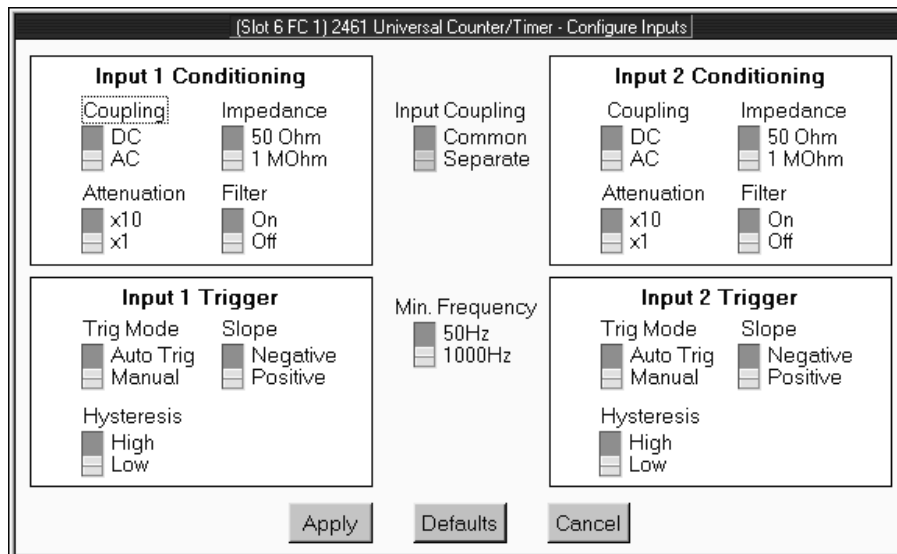 (Slot 6 FC 1) 2461 Universal Counter/Timer - Configure Inputs
Input 1 Conditioning
Coupling
DC
AC
Impedance
50 Ohm
1 MOhm
Attenuation
x10
x1
Filter
On
Off
Input Coupling
Common
Separate
Input 2 Conditioning
Coupling
DC
AC
Impedance
50 Ohm
1 MOhm
Attenuation
x10
x1
Filter
On
Off
Input 1 Trigger
Trig Mode
Auto Trig
Manual
Slope
Negative
Positive
Hysteresis
High
Low
Min. Frequency
50Hz
1000Hz
Input 2 Trigger
Trig Mode
Auto Trig
Manual
Slope
Negative
Positive
Hysteresis
High
Low
Apply
Defaults
Cancel